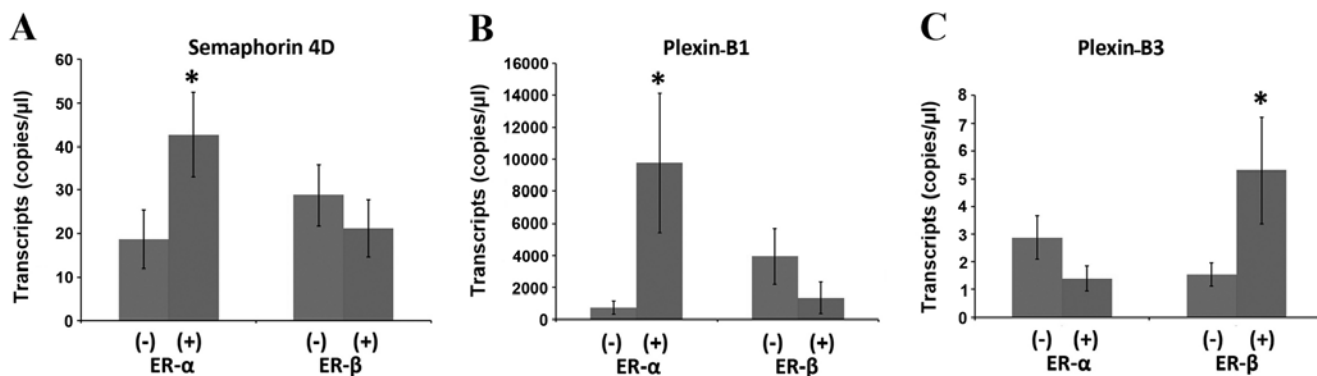 A
Semaphorin 4D
Transcripts (copies/μl)
60
50
40
30
20
10
0
*
(-) (+) (-) (+)
ER-α ER-β
B
Plexin-B1
Transcripts (copies/μl)
16000
14000
12000
10000
8000
6000
4000
2000
0
*
(-) (+) (-) (+)
ER-α ER-β
C
Plexin-B3
Transcripts (copies/μl)
8
7
6
5
4
3
2
1
0
*
(-) (+) (-) (+)
ER-α ER-β